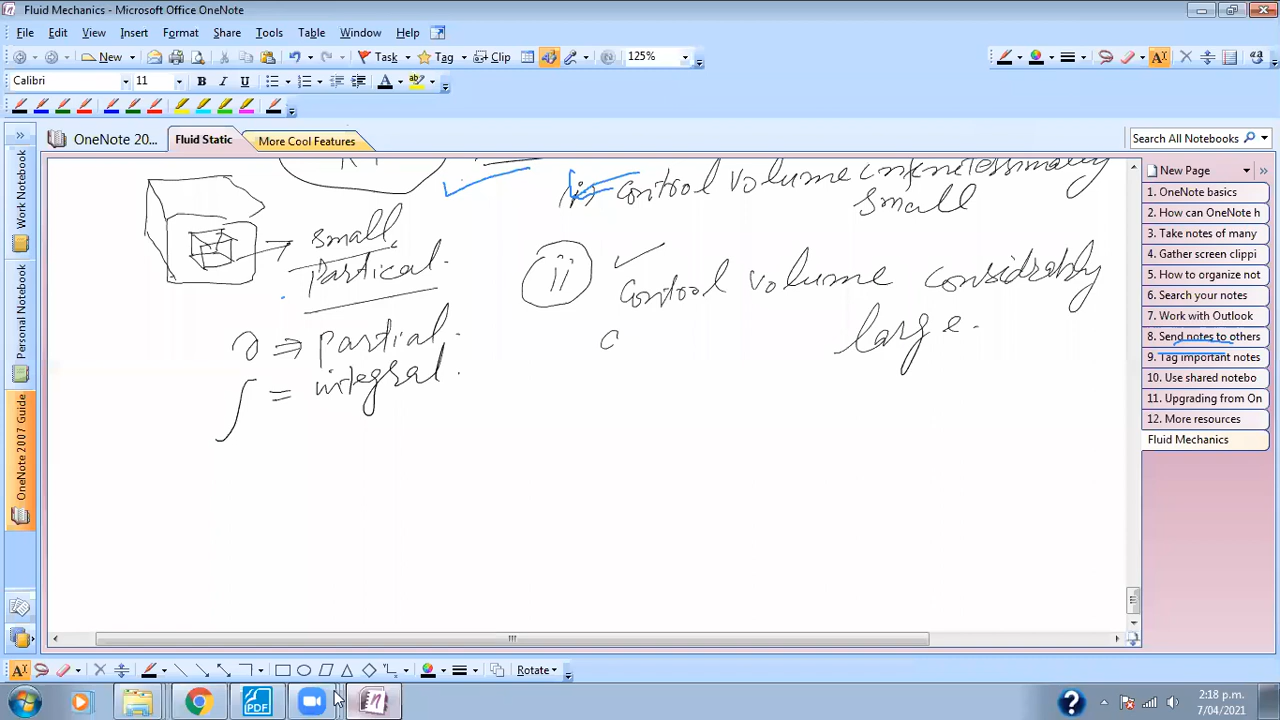 Fluid Mechanics - Microsoft Office OneNote
File Edit View Insert Format Share Tools Table Window Help
New Task Tag Clip 125%
Calibri 11 B I U A ab
OneNote 20... Fluid Static More Cool Features Search All Notebooks
New Page
1. OneNote basics
2. How can OneNote h
3. Take notes of many
4. Gather screen clippi
5. How to organize not
6. Search your notes
7. Work with Outlook
8. Send notes to others
9. Tag important notes
10. Use shared notebo
11. Upgrading from On
12. More resources
Fluid Mechanics
Work Notebook
Personal Notebook
OneNote 2007 Guide
control volume
small
small
Partical.
ii control volume considrably
large.
∂ ⇒ partial.
∫ = integral.
Rotate
2:18 p.m.
7/04/2021